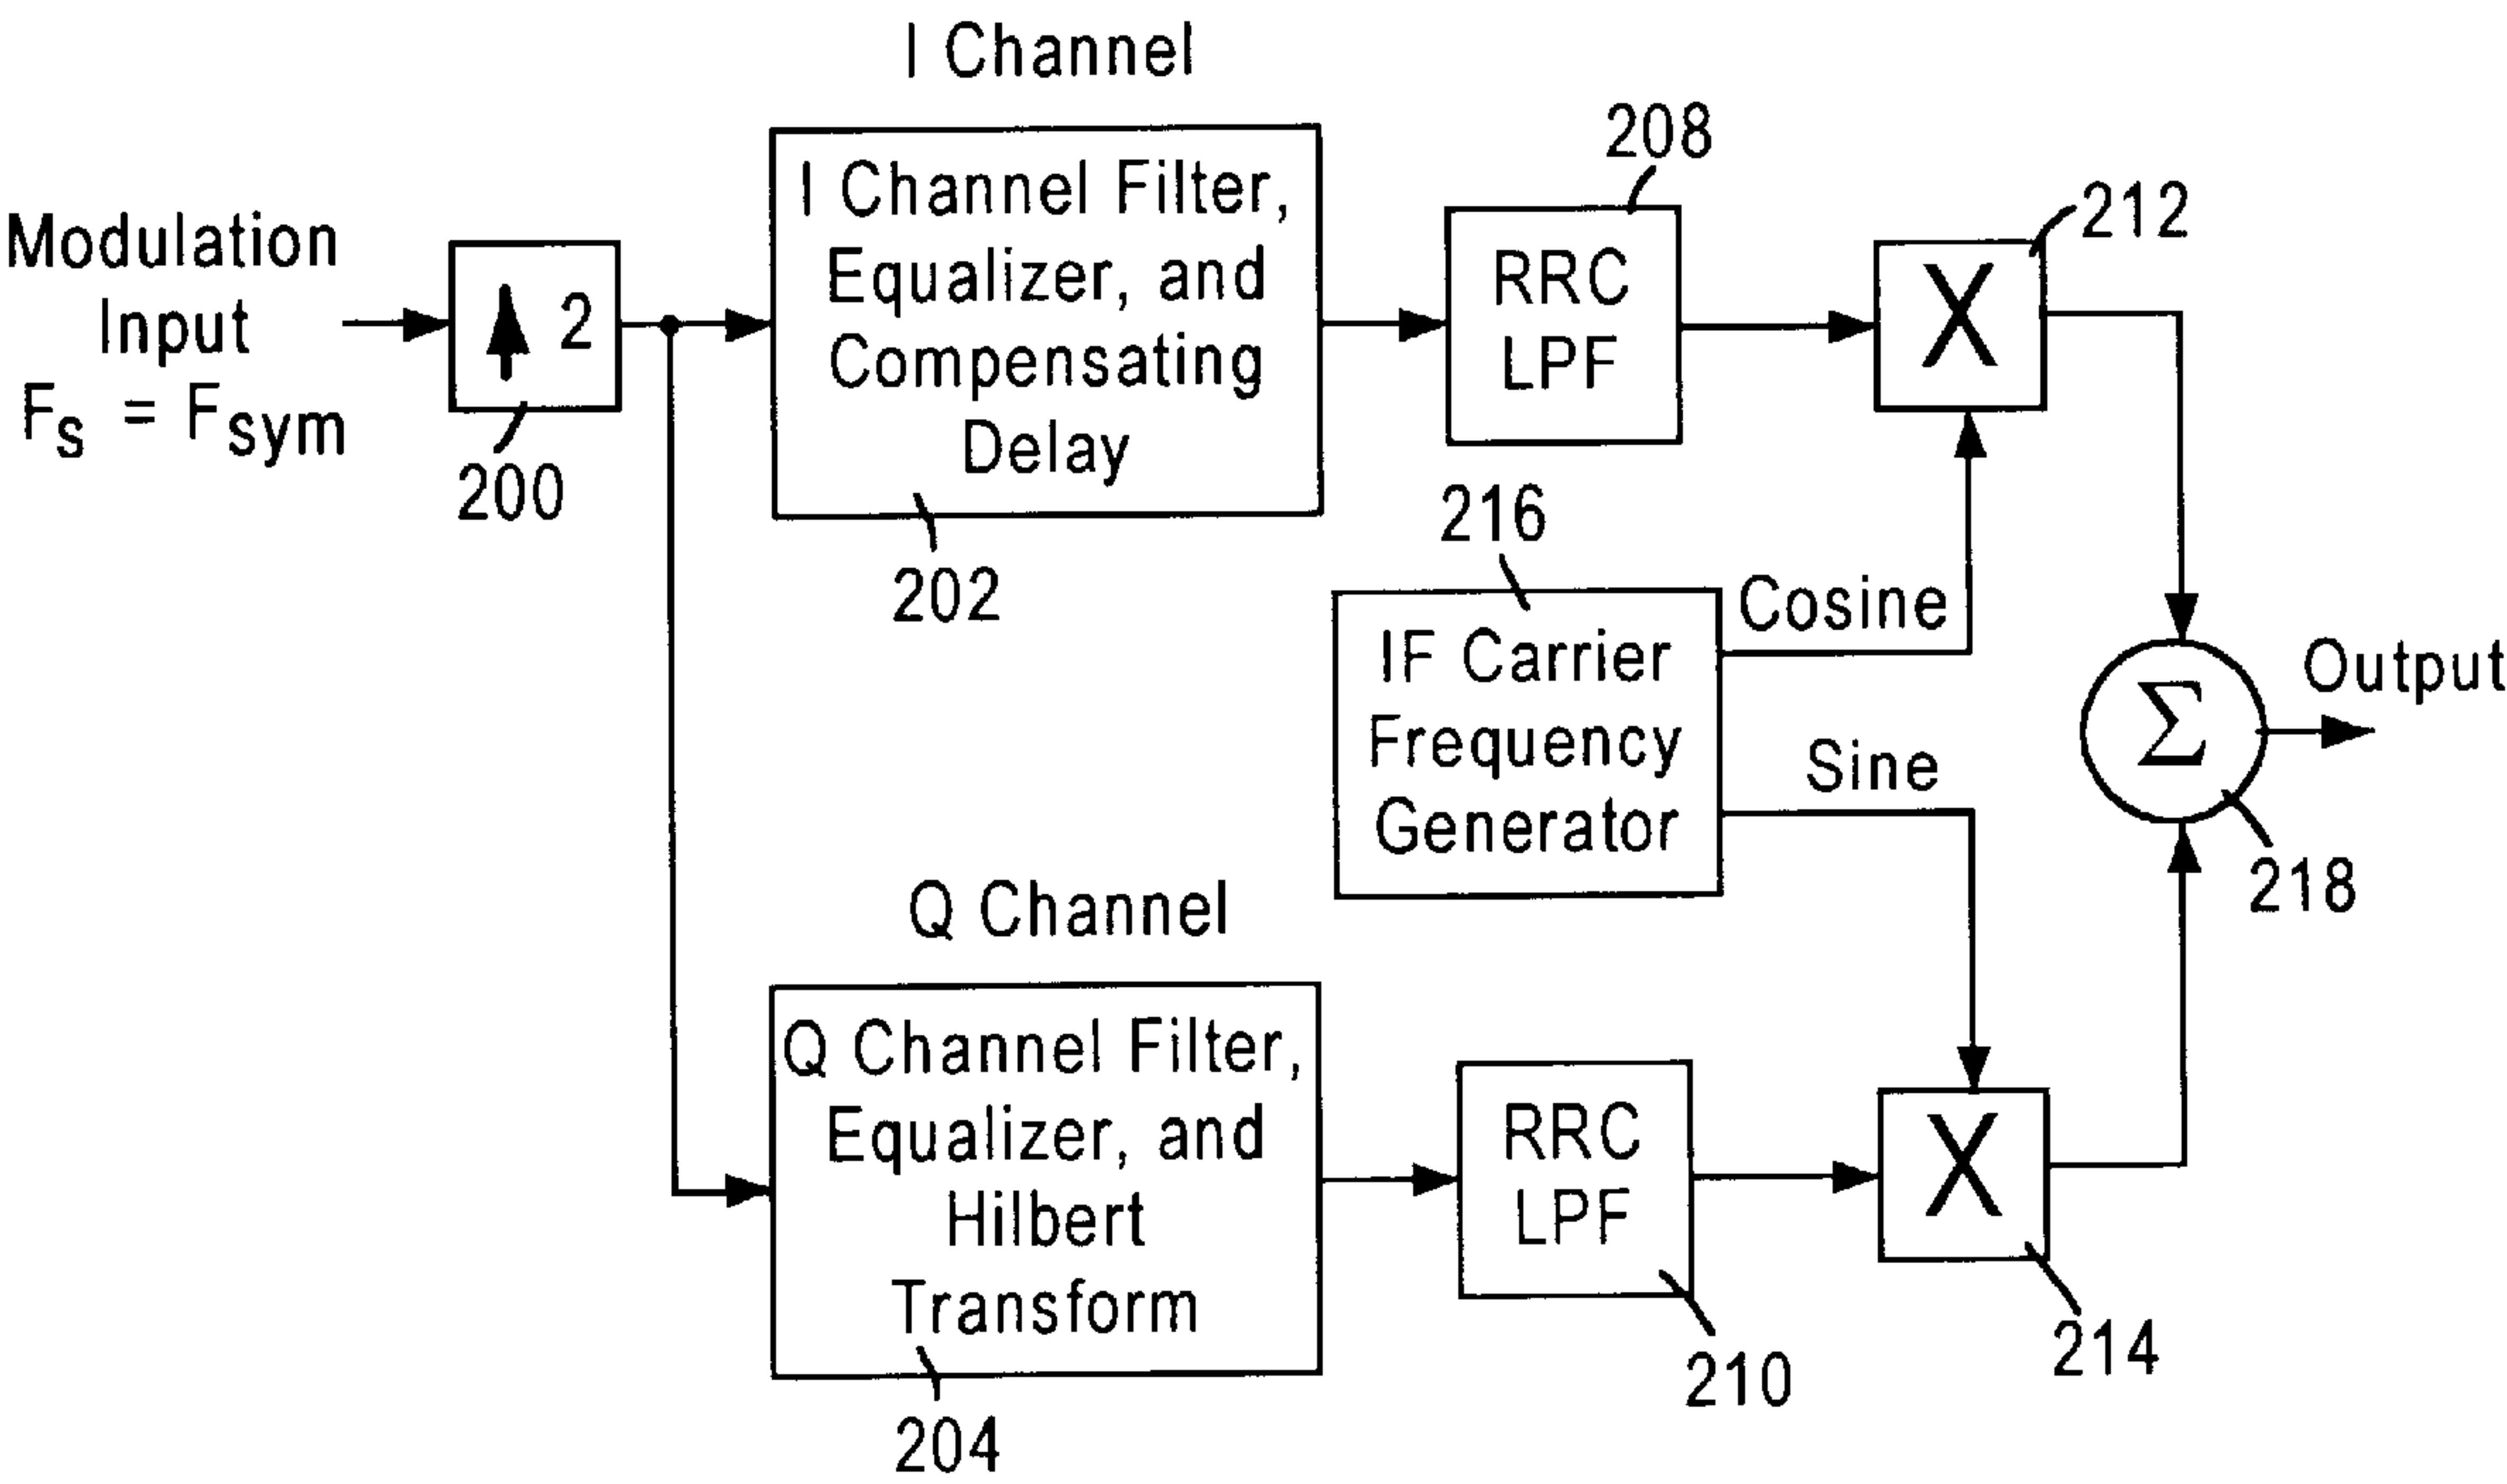 I Channel
Modulation
Input
Fs = Fsym
2
200
I Channel Filter,
Equalizer, and
Compensating
Delay
202
208
RRC
LPF
212
X
216
IF Carrier
Frequency
Generator
Cosine
Sine
Σ
Output
218
Q Channel
Q Channel Filter,
Equalizer, and
Hilbert
Transform
204
RRC
LPF
210
X
214